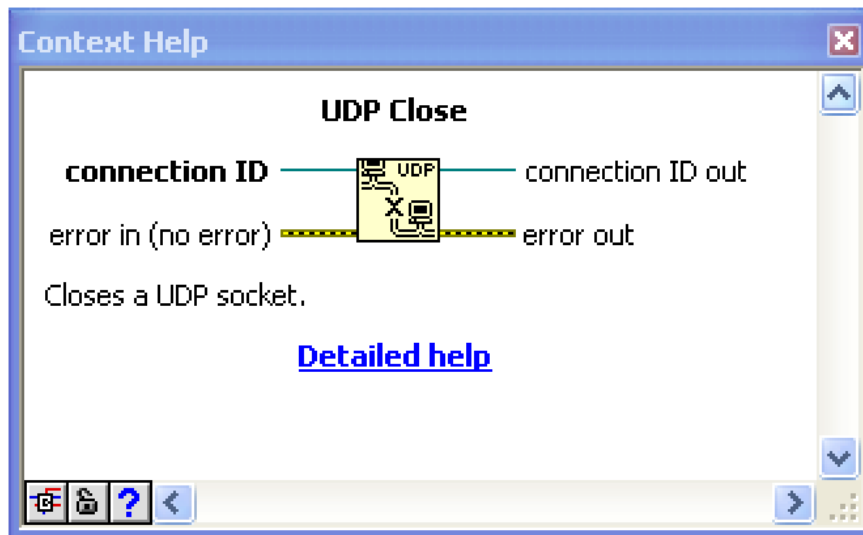 Context Help
UDP Close
connection ID
UDP
connection ID out
error in (no error)
error out
Closes a UDP socket.
Detailed help
?